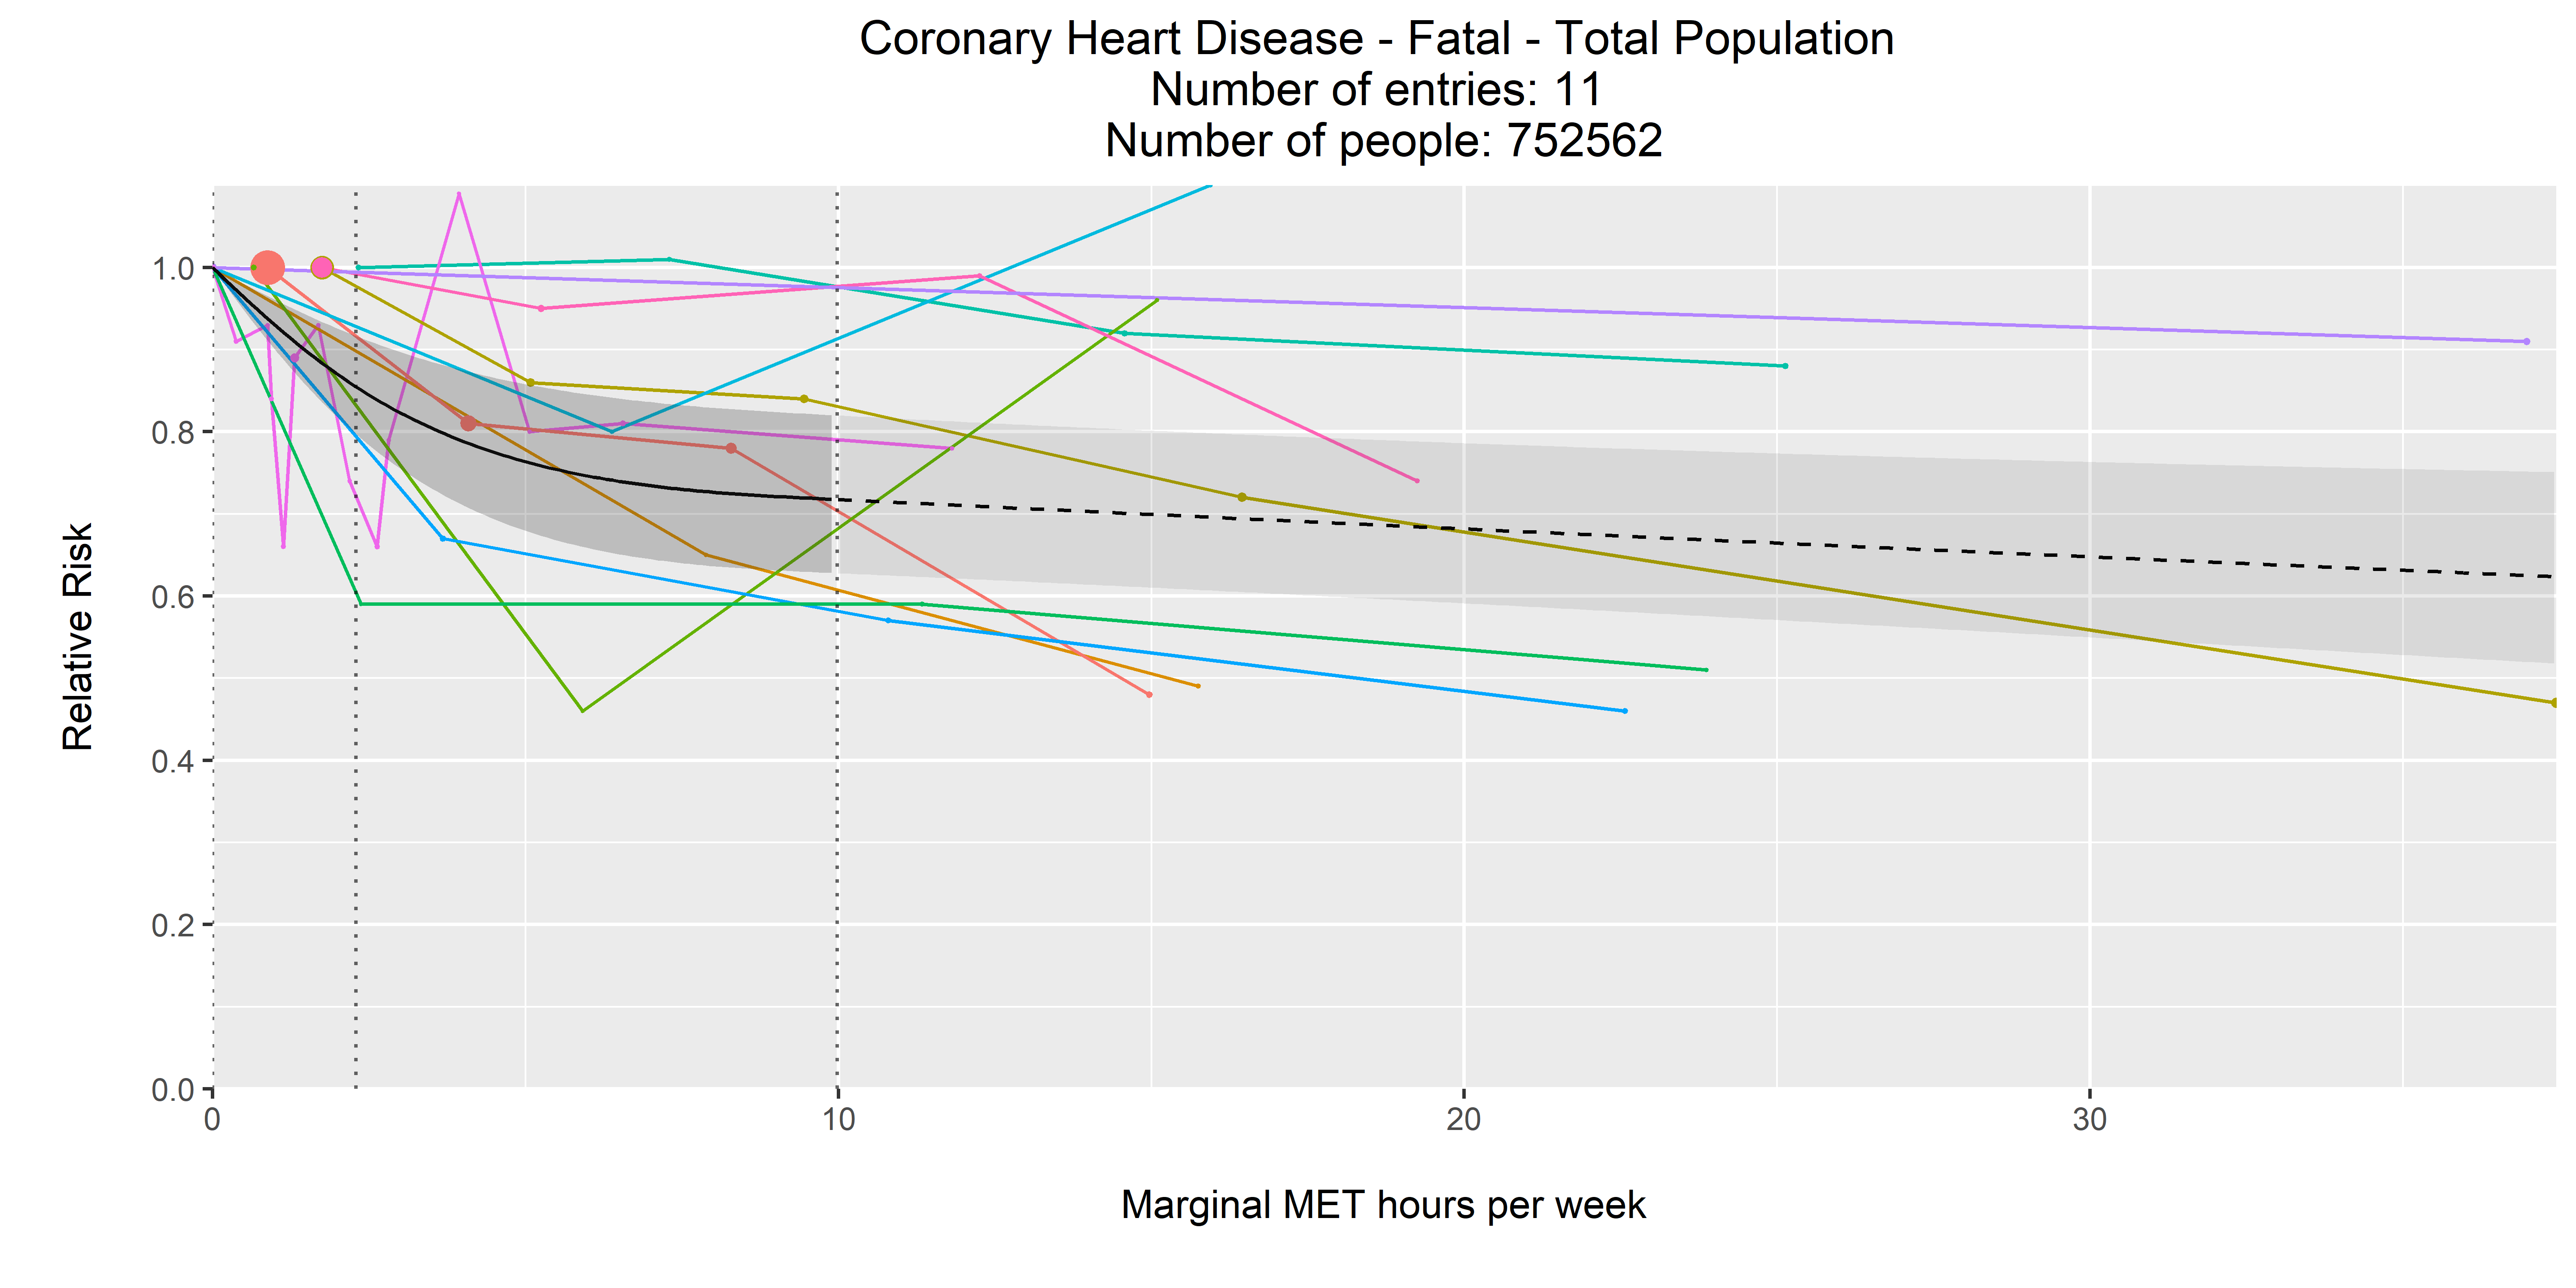 Coronary Heart Disease - Fatal - Total Population
Number of entries: 11
Number of people: 752562
Relative Risk
1.0
0.8
0.6
0.4
0.2
0.0
0
10
20
30
Marginal MET hours per week